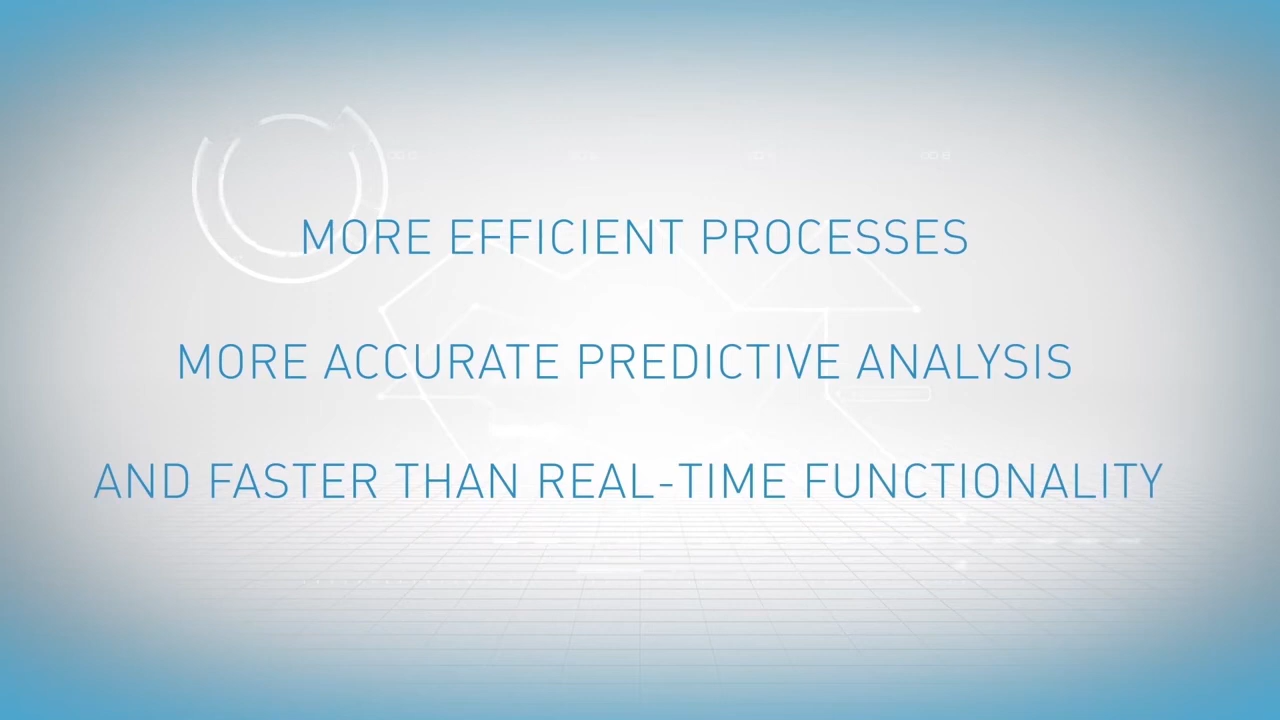 MORE EFFICIENT PROCESSES
MORE ACCURATE PREDICTIVE ANALYSIS
AND FASTER THAN REAL-TIME FUNCTIONALITY